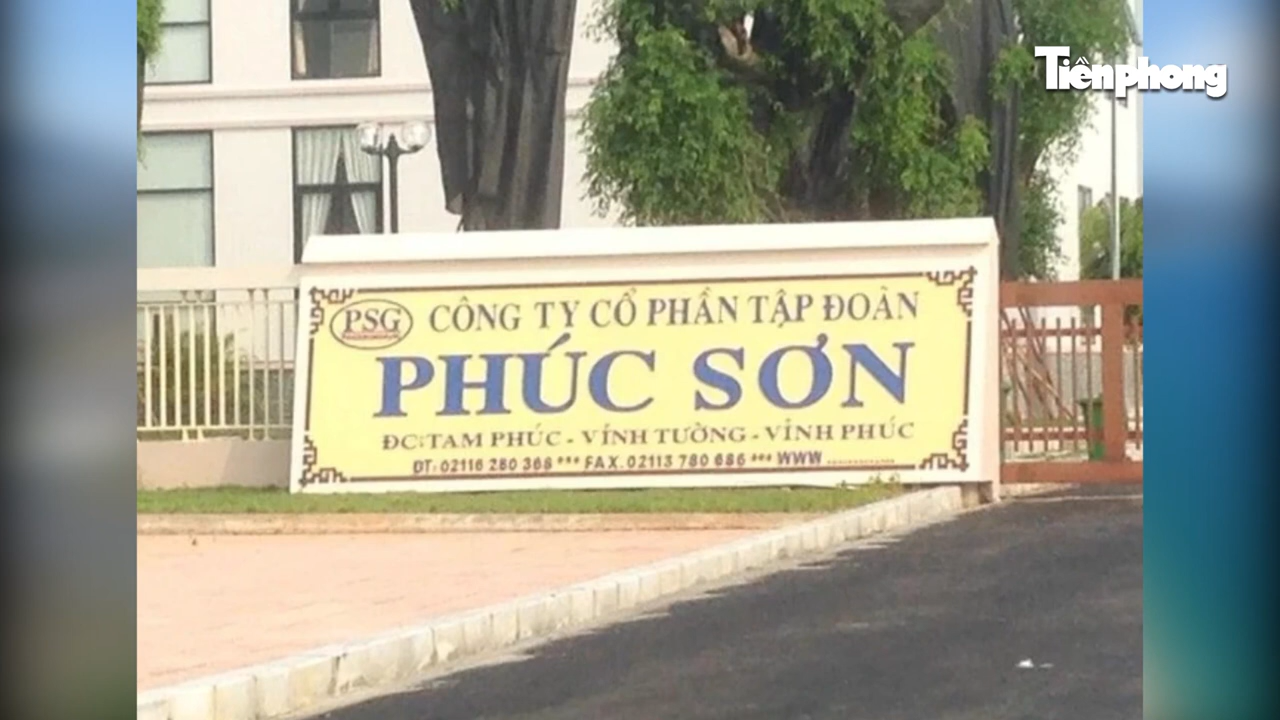 Tiềnphong
PSG CÔNG TY CỔ PHẦN TẬP ĐOÀN
PHÚC SƠN
ĐC: TAM PHÚC - VĨNH TƯỜNG - VĨNH PHÚC
ĐT: 02116 280 368 *** FAX. 02113 780 686 *** WWW..............